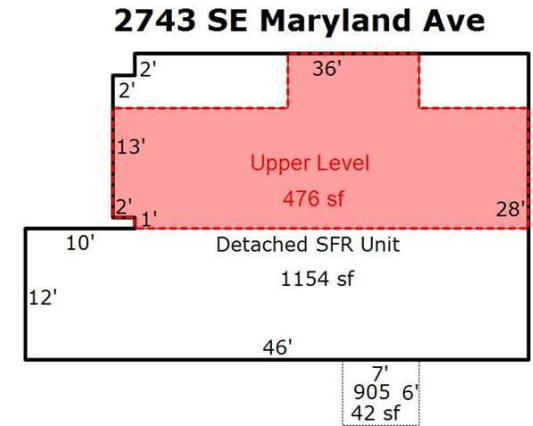 2743 SE Maryland Ave
2'
36'
2'
13'
Upper Level
2'
476 sf
28'
1'
10'
Detached SFR Unit
12'
1154 sf
46'
7'
905 6'
42 sf